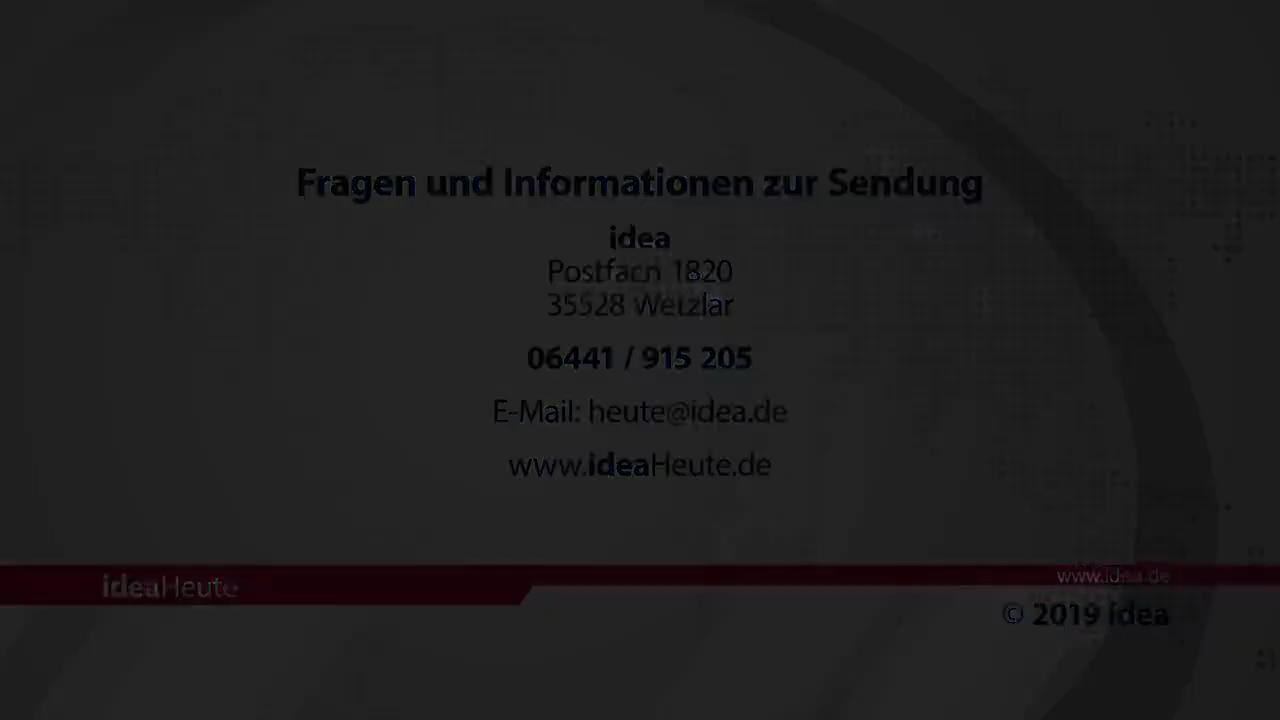 Fragen und Informationen zur Sendung
idea
Postfach 1820
35528 Wetzlar
06441 / 915 205
E-Mail: heute@idea.de
www.ideaHeute.de
ideaHeute
www.idea.de
© 2019 idea